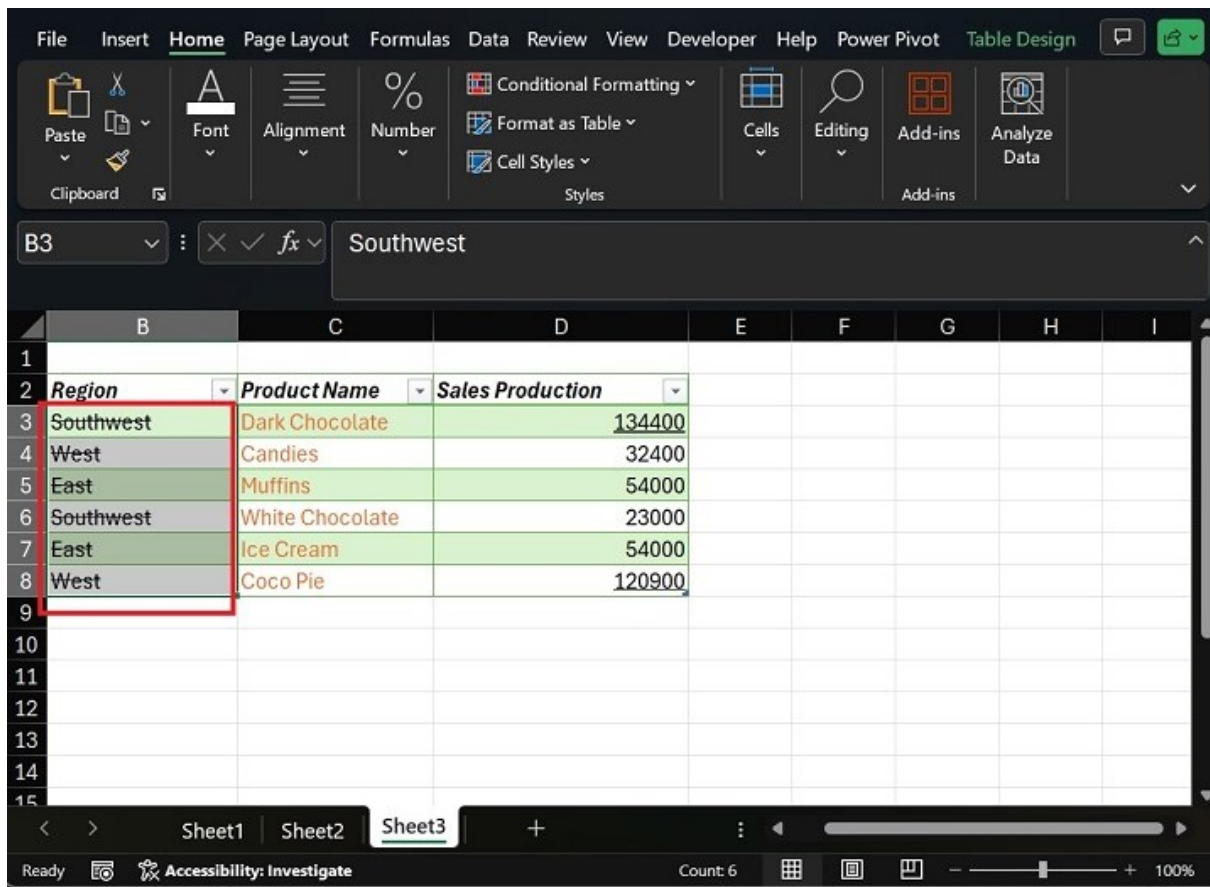 File Insert Home Page Layout Formulas Data Review View Developer Help Power Pivot Table Design
Paste
Font
Alignment
Number
Conditional Formatting
Format as Table
Cell Styles
Cells
Editing
Add-ins
Analyze
Data
Clipboard
Styles
Add-ins
B3 fx Southwest
B C D E F G H I
1
2 Region Product Name Sales Production
3 Southwest Dark Chocolate 134400
4 West Candies 32400
5 East Muffins 54000
6 Southwest White Chocolate 23000
7 East Ice Cream 54000
8 West Coco Pie 120900
9
10
11
12
13
14
15
Sheet1 Sheet2 Sheet3
Ready Accessibility: Investigate Count: 6 100%